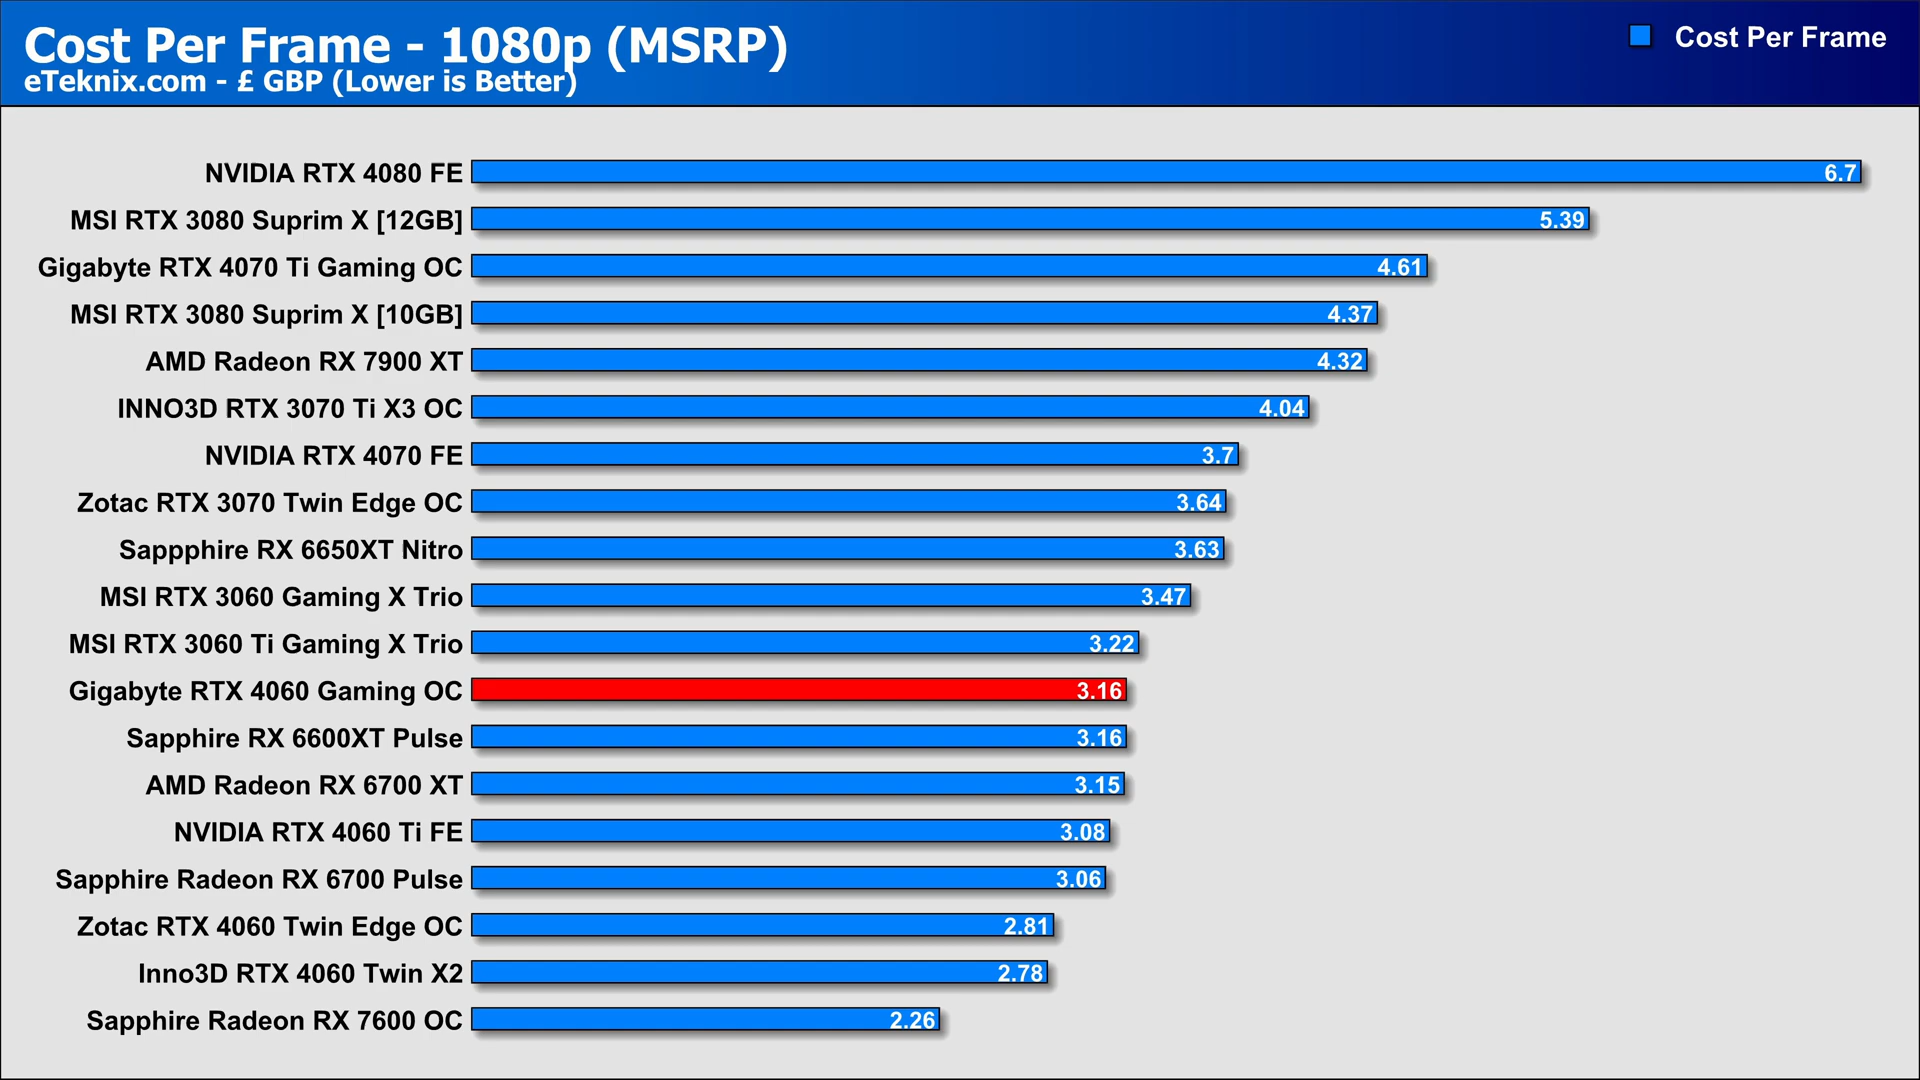 Cost Per Frame - 1080p (MSRP)
eTeknix.com - £ GBP (Lower is Better)
Cost Per Frame
NVIDIA RTX 4080 FE 6.7
MSI RTX 3080 Suprim X [12GB] 5.39
Gigabyte RTX 4070 Ti Gaming OC 4.61
MSI RTX 3080 Suprim X [10GB] 4.37
AMD Radeon RX 7900 XT 4.32
INNO3D RTX 3070 Ti X3 OC 4.04
NVIDIA RTX 4070 FE 3.7
Zotac RTX 3070 Twin Edge OC 3.64
Sappphire RX 6650XT Nitro 3.63
MSI RTX 3060 Gaming X Trio 3.47
MSI RTX 3060 Ti Gaming X Trio 3.22
Gigabyte RTX 4060 Gaming OC 3.16
Sapphire RX 6600XT Pulse 3.16
AMD Radeon RX 6700 XT 3.15
NVIDIA RTX 4060 Ti FE 3.08
Sapphire Radeon RX 6700 Pulse 3.06
Zotac RTX 4060 Twin Edge OC 2.81
Inno3D RTX 4060 Twin X2 2.78
Sapphire Radeon RX 7600 OC 2.26